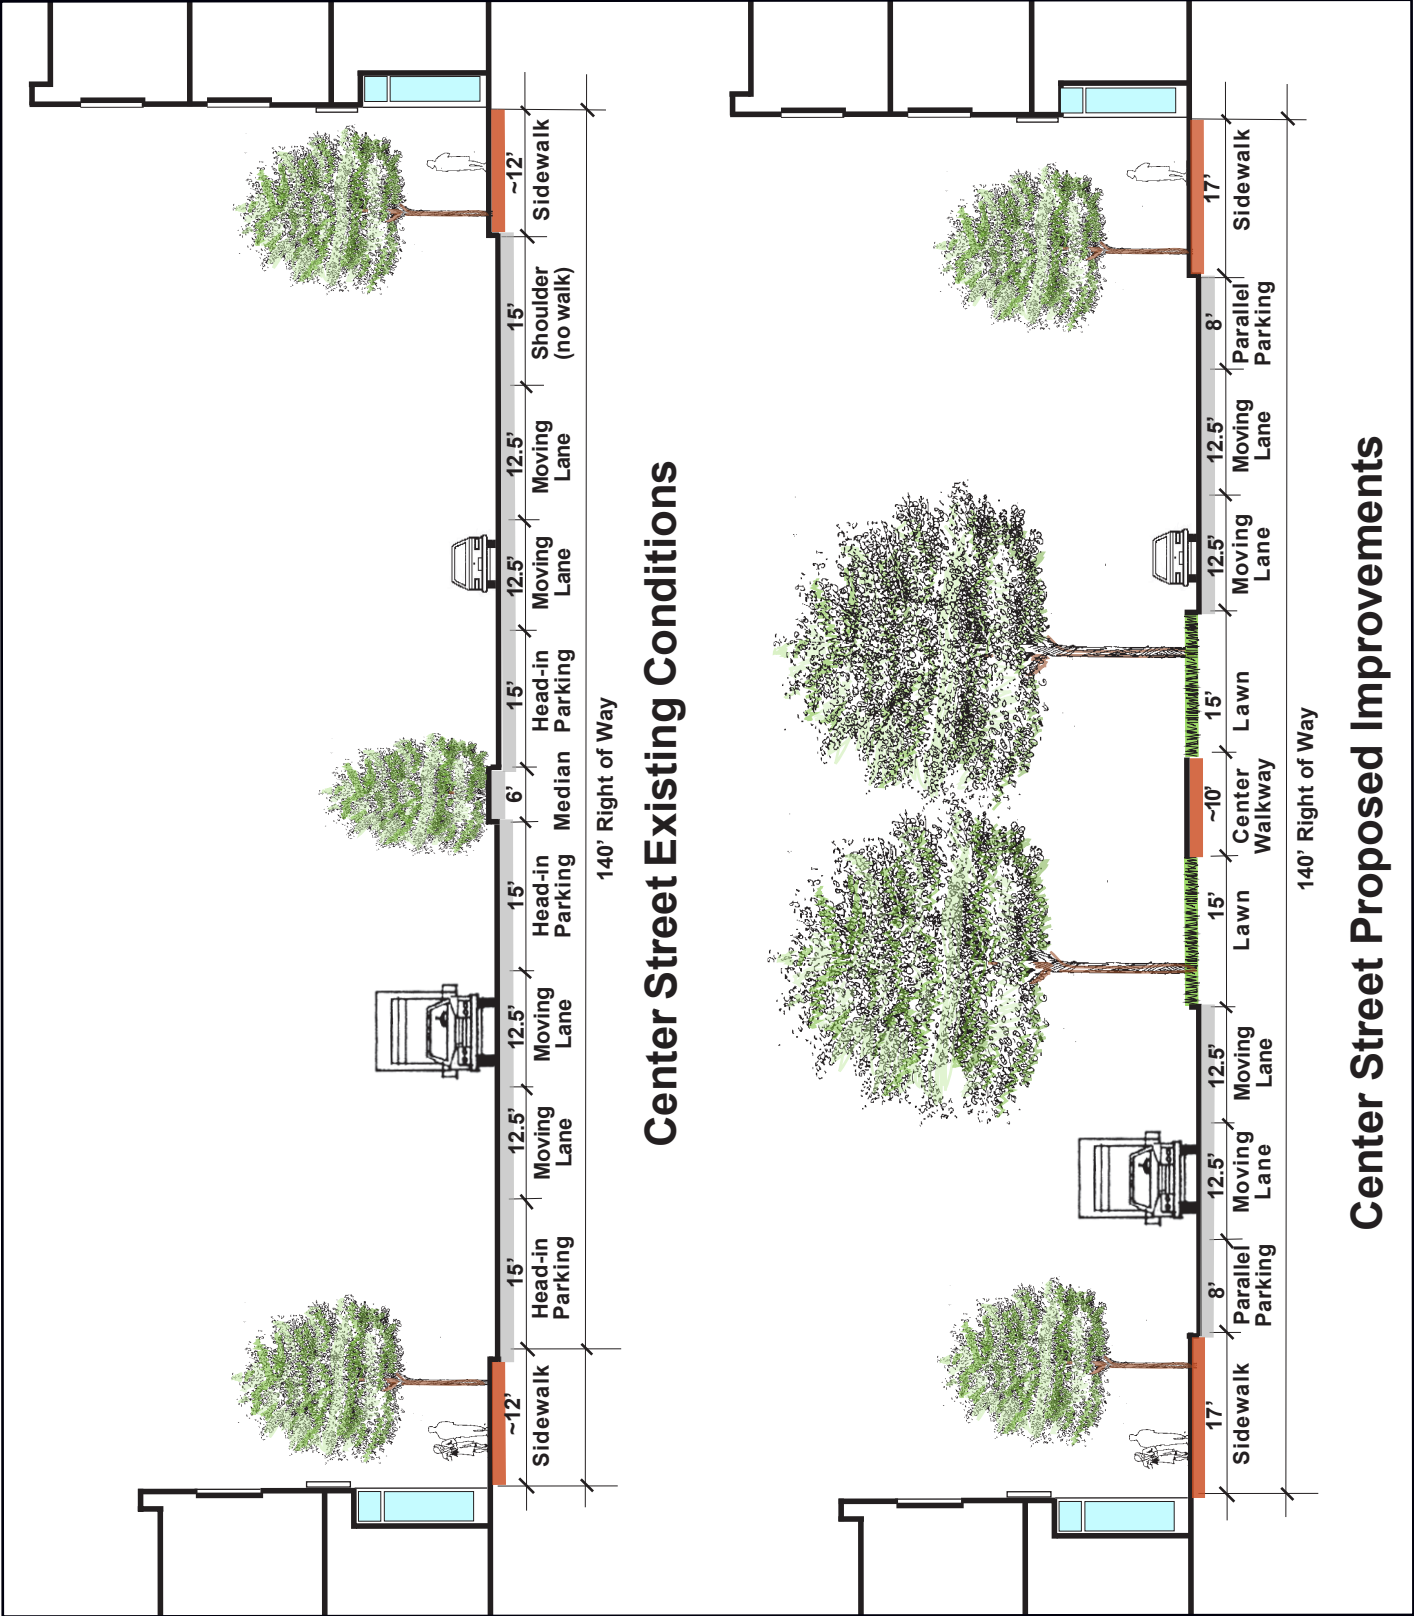 ~12’
Sidewalk
15’
Head-in
Parking
12.5’
Moving
Lane
12.5’
Moving
Lane
15’
Head-in
Parking
6’
Median
15’
Head-in
Parking
12.5’
Moving
Lane
12.5’
Moving
Lane
15’
Shoulder
(no walk)
~12’
Sidewalk
140’ Right of Way
Center Street Existing Conditions
17’
Sidewalk
8’
Parallel
Parking
12.5’
Moving
Lane
12.5’
Moving
Lane
15’
Lawn
~10’
Center
Walkway
15’
Lawn
12.5’
Moving
Lane
12.5’
Moving
Lane
8’
Parallel
Parking
17’
Sidewalk
140’ Right of Way
Center Street Proposed Improvements